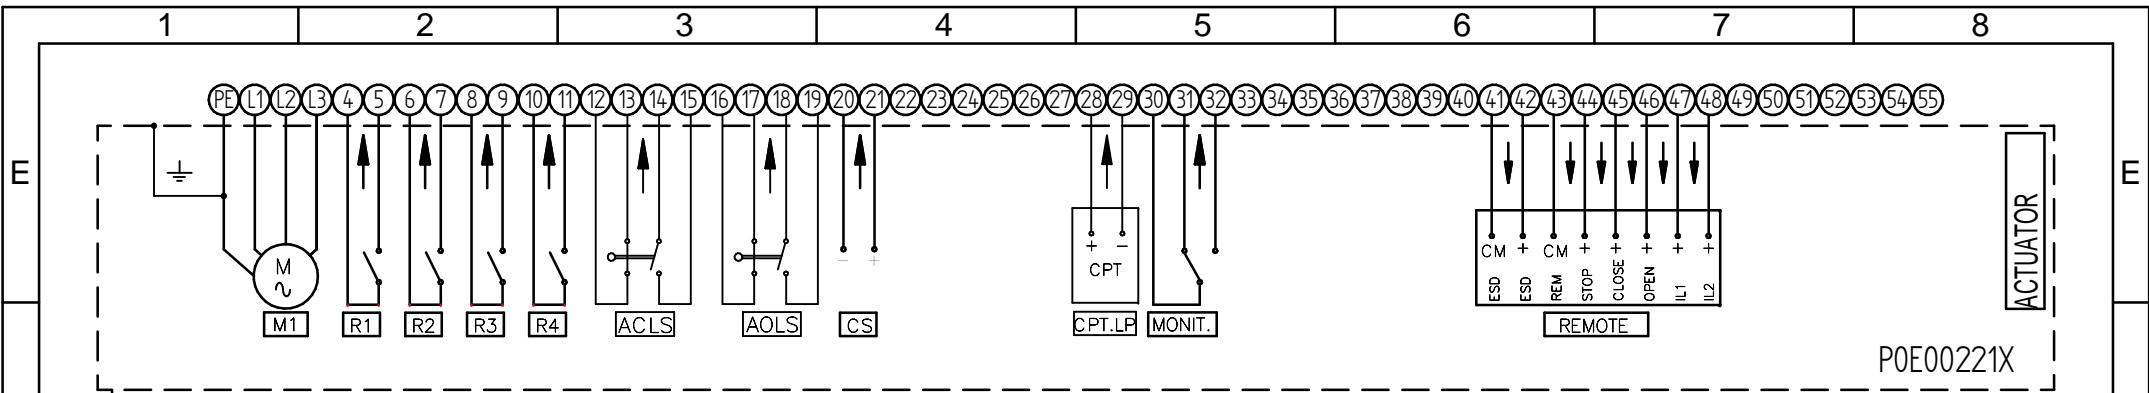 1 2 3 4 5 6 7 8
PE L1 L2 L3 4 5 6 7 8 9 10 11 12 13 14 15 16 17 18 19 20 21 22 23 24 25 26 27 28 29 30 31 32 33 34 35 36 37 38 39 40 41 42 43 44 45 46 47 48 49 50 51 52 53 54 55
E E
ACTUATOR
M
- +
+ -
CPT
CM + CM + + + + +
ESD ESD REM STOP CLOSE OPEN IL1 IL2
M1 R1 R2 R3 R4 ACLS AOLS CS CPT.LP MONIT. REMOTE
P0E00221X